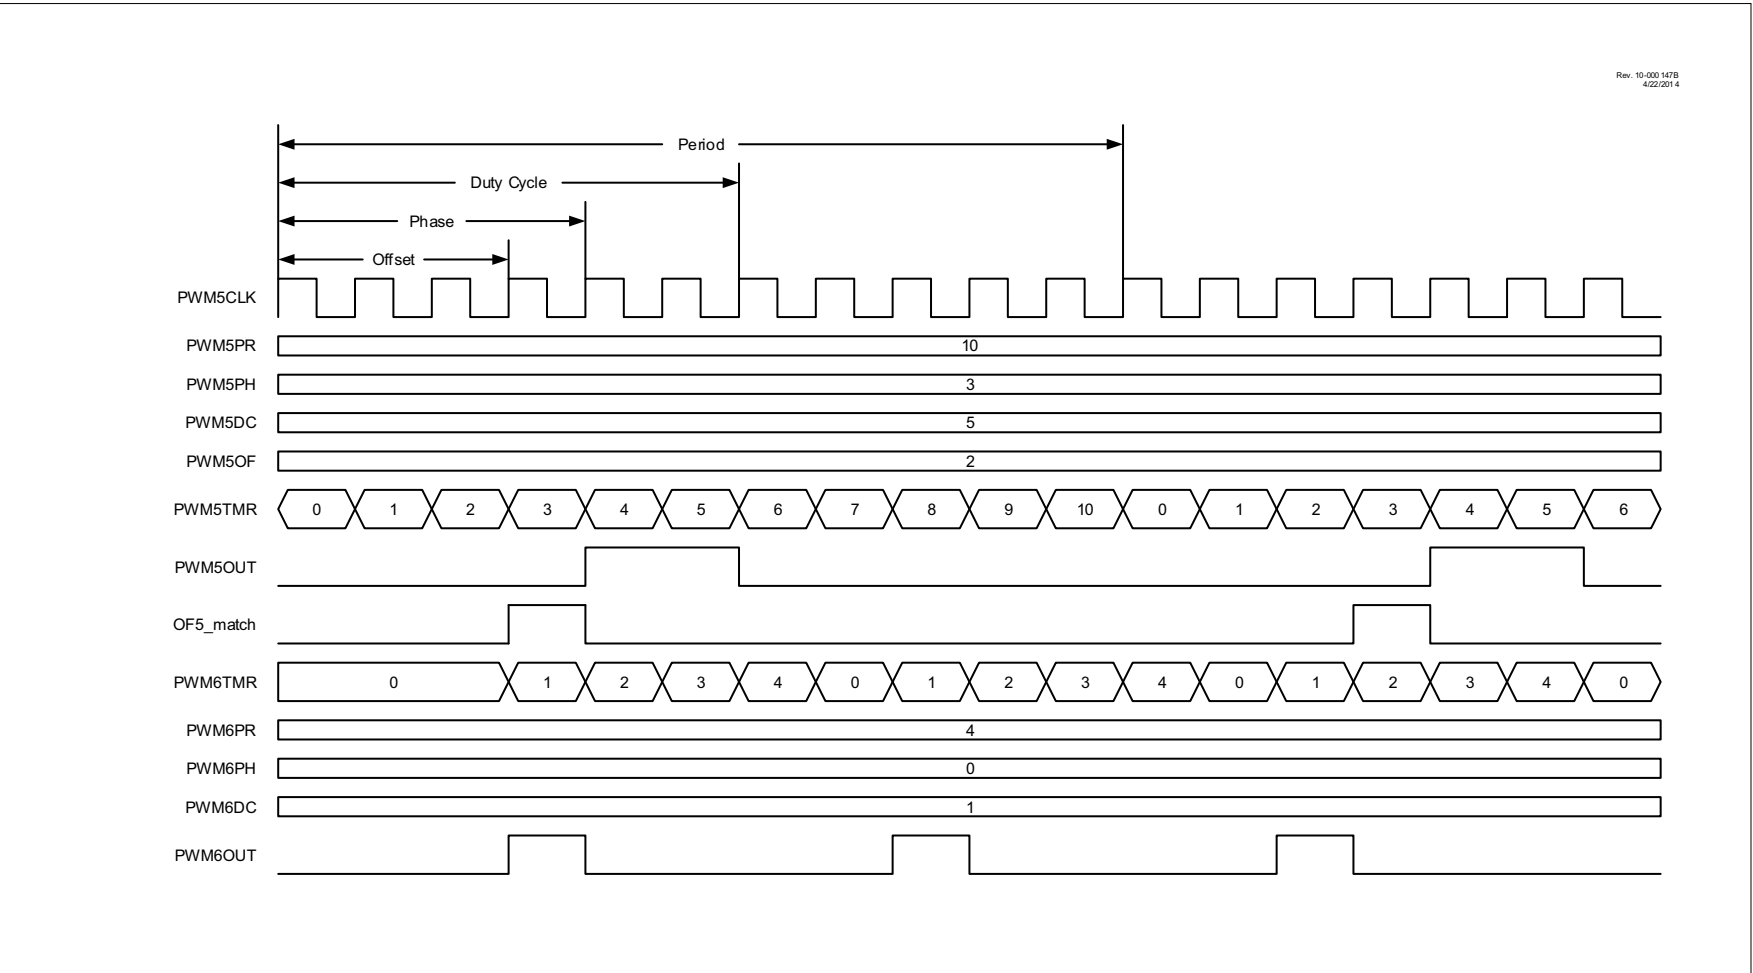 Rev. 10-000147B
4/22/2014
Period
Duty Cycle
Phase
Offset
PWM5CLK
PWM5PR 10
PWM5PH 3
PWM5DC 5
PWM5OF 2
PWM5TMR 0 1 2 3 4 5 6 7 8 9 10 0 1 2 3 4 5 6
PWM5OUT
OF5_match
PWM6TMR 0 1 2 3 4 0 1 2 3 4 0 1 2 3 4 0
PWM6PR 4
PWM6PH 0
PWM6DC 1
PWM6OUT